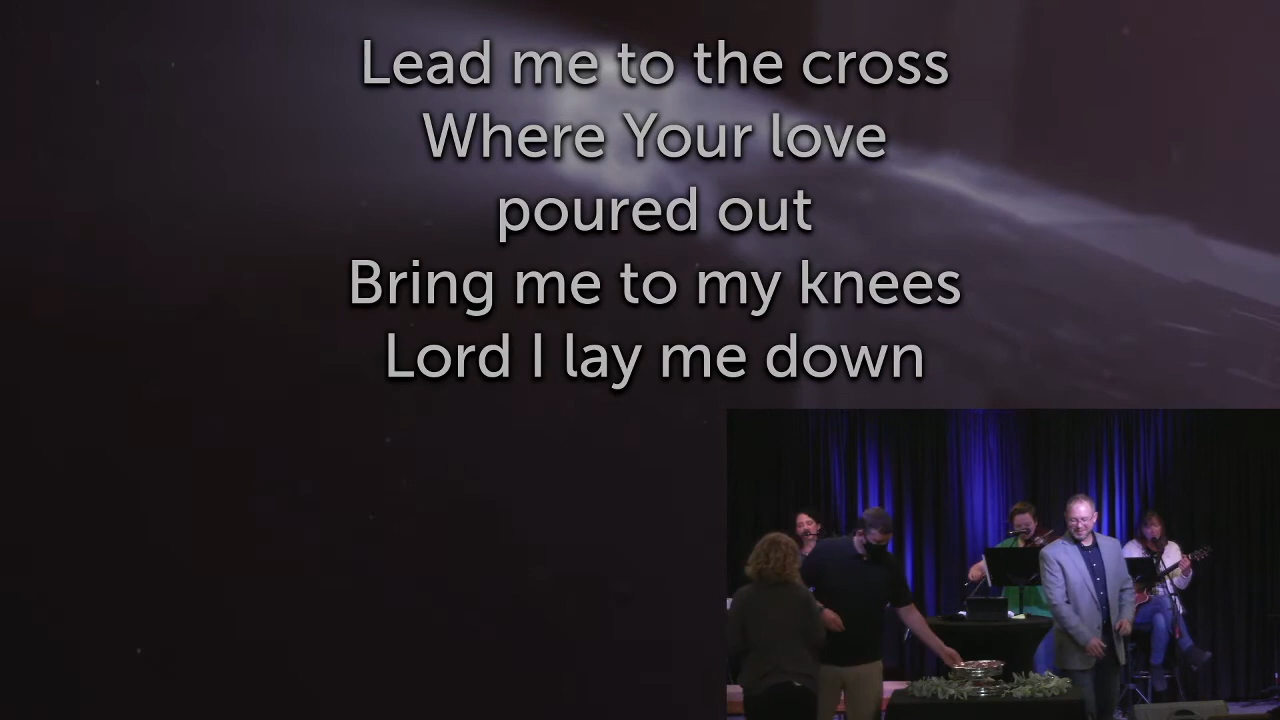 Lead me to the cross
Where Your love
poured out
Bring me to my knees
Lord I lay me down